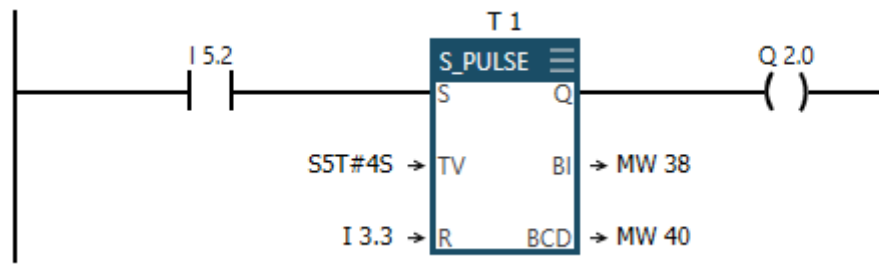 T 1
I 5.2
S_PULSE
Q 2.0
S
Q
S5T#4S
TV
BI
MW 38
I 3.3
R
BCD
MW 40